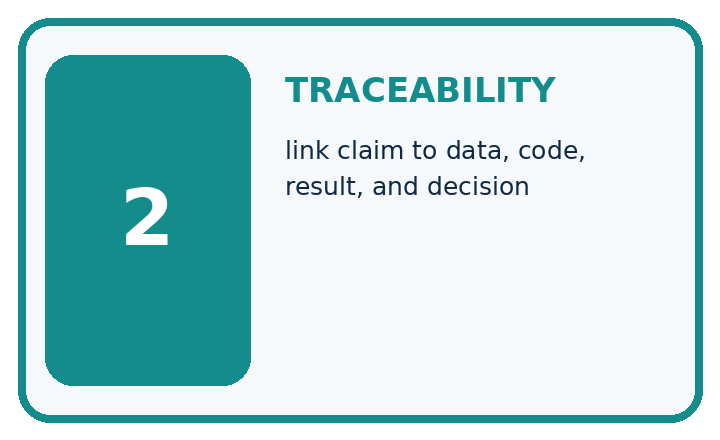 2
TRACEABILITY
link claim to data, code,
result, and decision